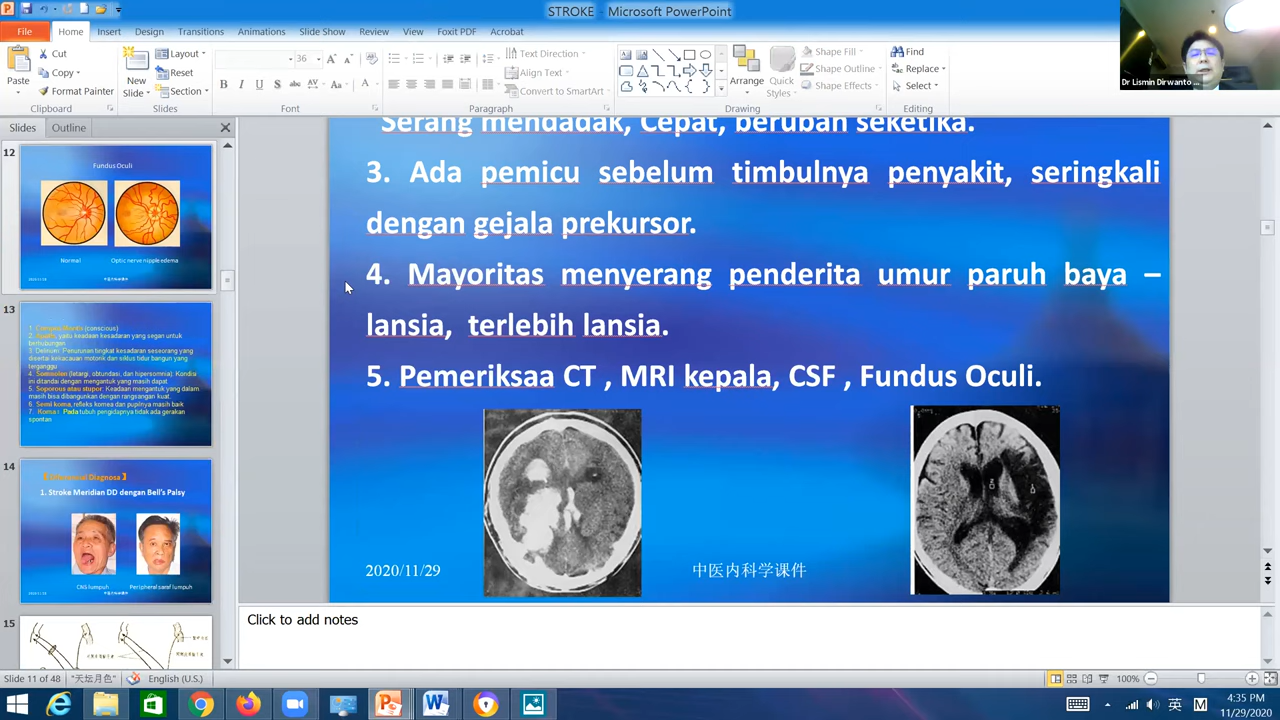 STROKE - Microsoft PowerPoint
File Home Insert Design Transitions Animations Slide Show Review View Foxit PDF Acrobat
Cut
Copy
Format Painter
Paste
Clipboard
New Slide
Layout
Reset
Section
Slides
36
B I U S abc AV Aa A
Font
Text Direction
Align Text
Convert to SmartArt
Paragraph
Arrange
Quick Styles
Shape Fill
Shape Outline
Shape Effects
Drawing
Find
Replace
Select
Editing
Dr Lismin Dirwanto ...
Slides Outline
12
Fundus Oculi
Normal Optic nerve nipple edema
13
(conscious)
14
1. Stroke Meridian DD dengan Bell's Palsy
CNS lumpuh Peripheral saraf lumpuh
15
Serang mendadak, Cepat, berubah seketika.
3. Ada pemicu sebelum timbulnya penyakit, seringkali
dengan gejala prekursor.
4. Mayoritas menyerang penderita umur paruh baya –
lansia, terlebih lansia.
5. Pemeriksaa CT , MRI kepala, CSF , Fundus Oculi.
2020/11/29
中医内科学课件
Click to add notes
Slide 11 of 48 "天坛月色" English (U.S.)
100%
英 M
4:35 PM
11/29/2020